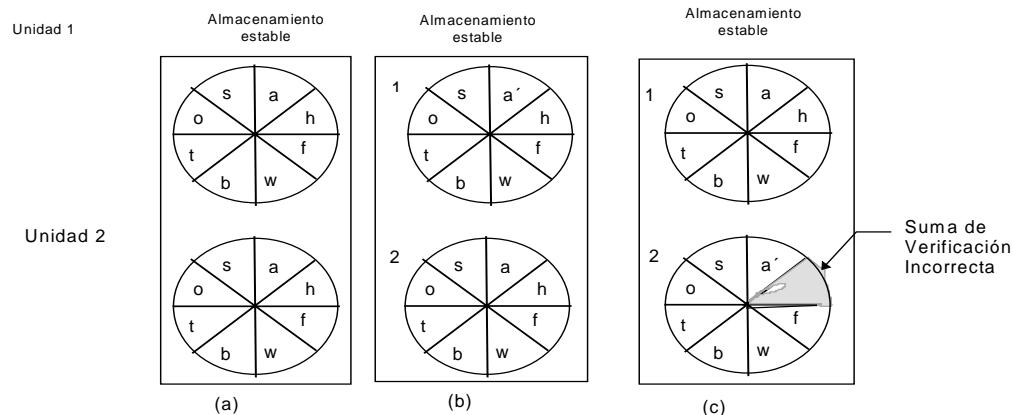 Unidad 1
Almacenamiento
estable
Almacenamiento
estable
Almacenamiento
estable
s a
o h
t f
b w
1
s a´
o h
t f
b w
1
s a
o h
t f
b w
Unidad 2
s a
o h
t f
b w
2
s a
o h
t f
b w
2
s a´
o
t f
b w
Suma de
Verificación
Incorrecta
(a)
(b)
(c)